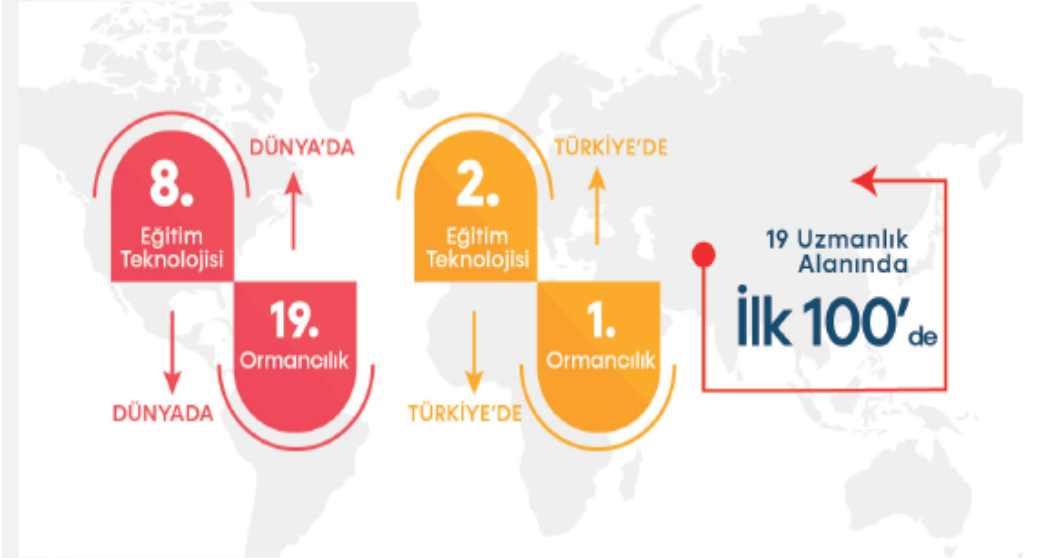 DÜNYA'DA
8.
Eğitim
Teknolojisi
19.
Ormancılık
DÜNYADA
TÜRKİYE'DE
2.
Eğitim
Teknolojisi
1.
Ormancılık
TÜRKİYE'DE
19 Uzmanlık
Alanında
İlk 100'de